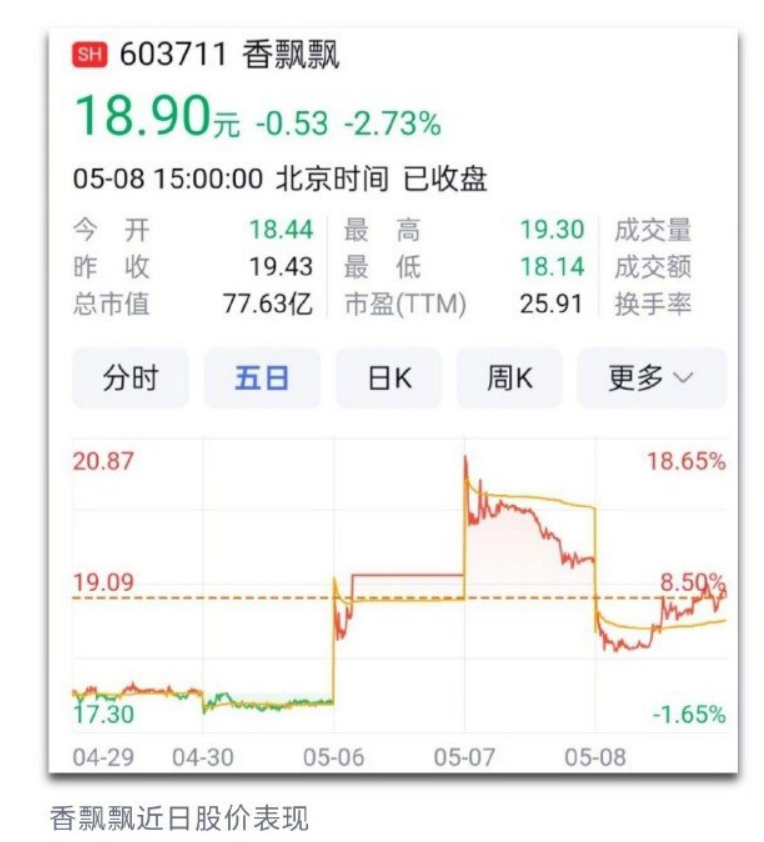 SH 603711 香飘飘
18.90元 -0.53 -2.73%
05-08 15:00:00 北京时间 已收盘
今 开 18.44 最 高 19.30 成交量
昨 收 19.43 最 低 18.14 成交额
总市值 77.63亿 市盈(TTM) 25.91 换手率
分时 五日 日K 周K 更多
20.87 18.65%
19.09 8.50%
17.30 -1.65%
04-29 04-30 05-06 05-07 05-08
香飘飘近日股价表现